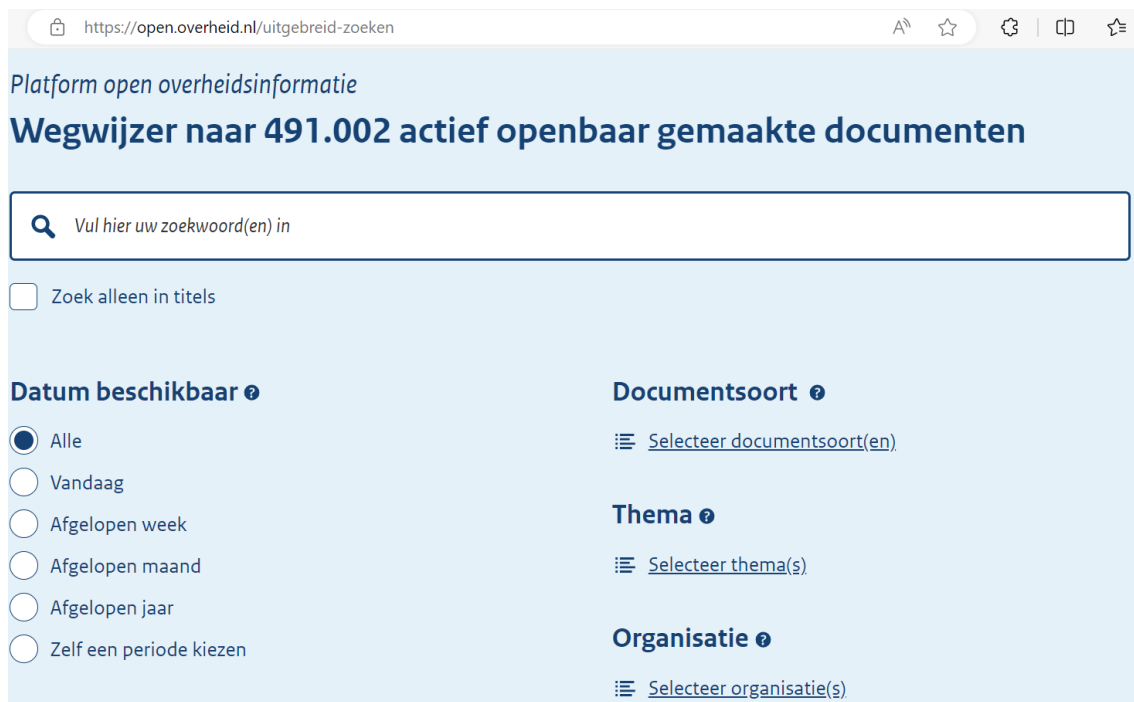 https://open.overheid.nl/uitgebreid-zoeken
Platform open overheidsinformatie
Wegwijzer naar 491.002 actief openbaar gemaakte documenten
Vul hier uw zoekwoord(en) in
Zoek alleen in titels
Datum beschikbaar
Alle
Vandaag
Afgelopen week
Afgelopen maand
Afgelopen jaar
Zelf een periode kiezen
Documentsoort
Selecteer documentsoort(en)
Thema
Selecteer thema(s)
Organisatie
Selecteer organisatie(s)